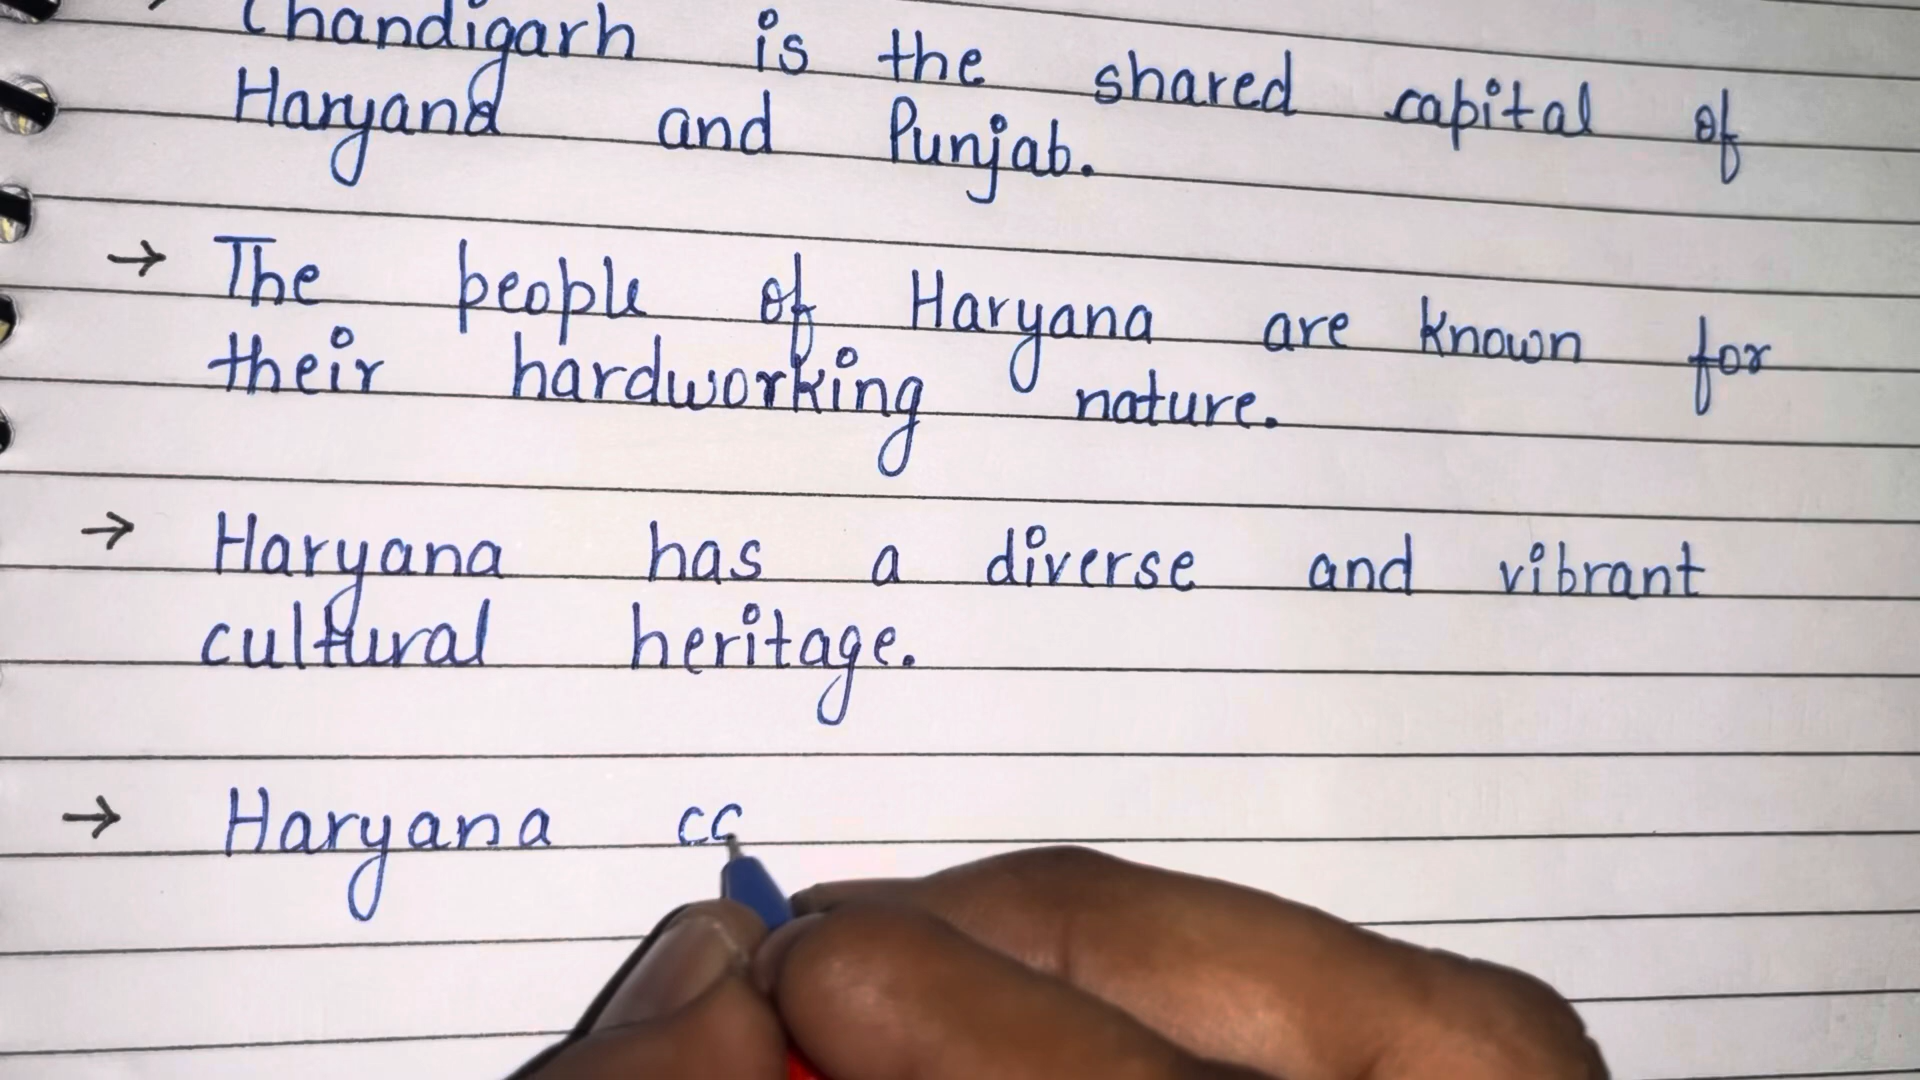 → Chandigarh is the shared capital of
Haryana and Punjab.
→ The people of Haryana are known for
their hardworking nature.
→ Haryana has a diverse and vibrant
cultural heritage.
→ Haryana